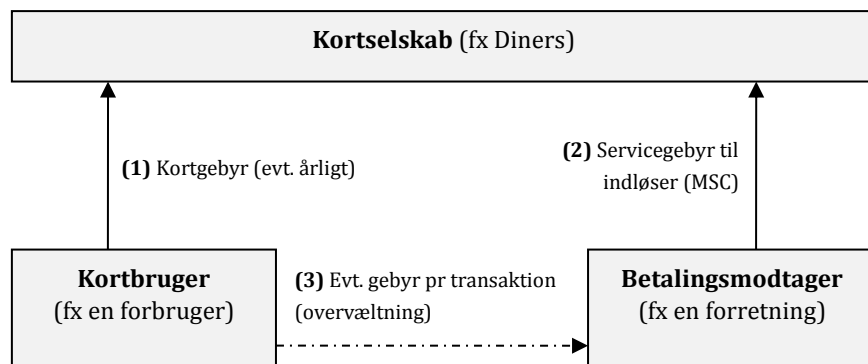 Kortselskab (fx Diners)
(1) Kortgebyr (evt. årligt)
(2) Servicegebyr til
indløser (MSC)
Kortbruger
(fx en forbruger)
(3) Evt. gebyr pr transaktion
(overvæltning)
Betalingsmodtager
(fx en forretning)